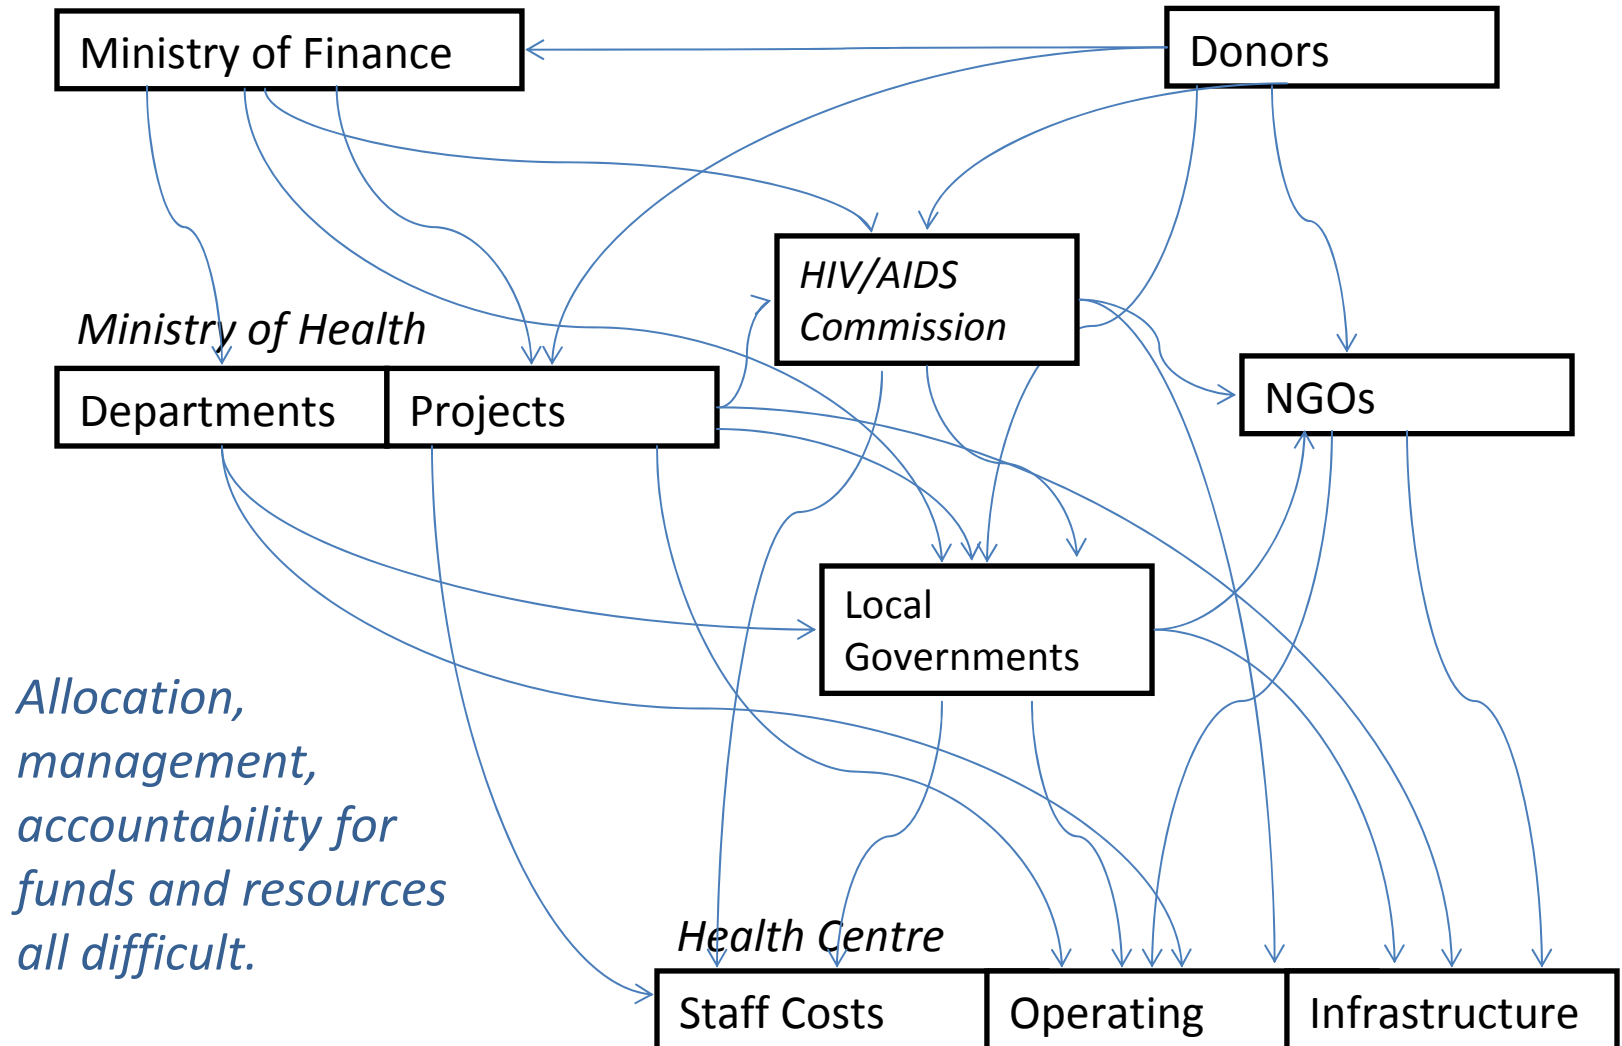 Ministry of Finance
Donors
HIV/AIDS
Commission
Ministry of Health
Departments
Projects
NGOs
Local
Governments
Allocation,
management,
accountability for
funds and resources
all difficult.
Health Centre
Staff Costs
Operating
Infrastructure